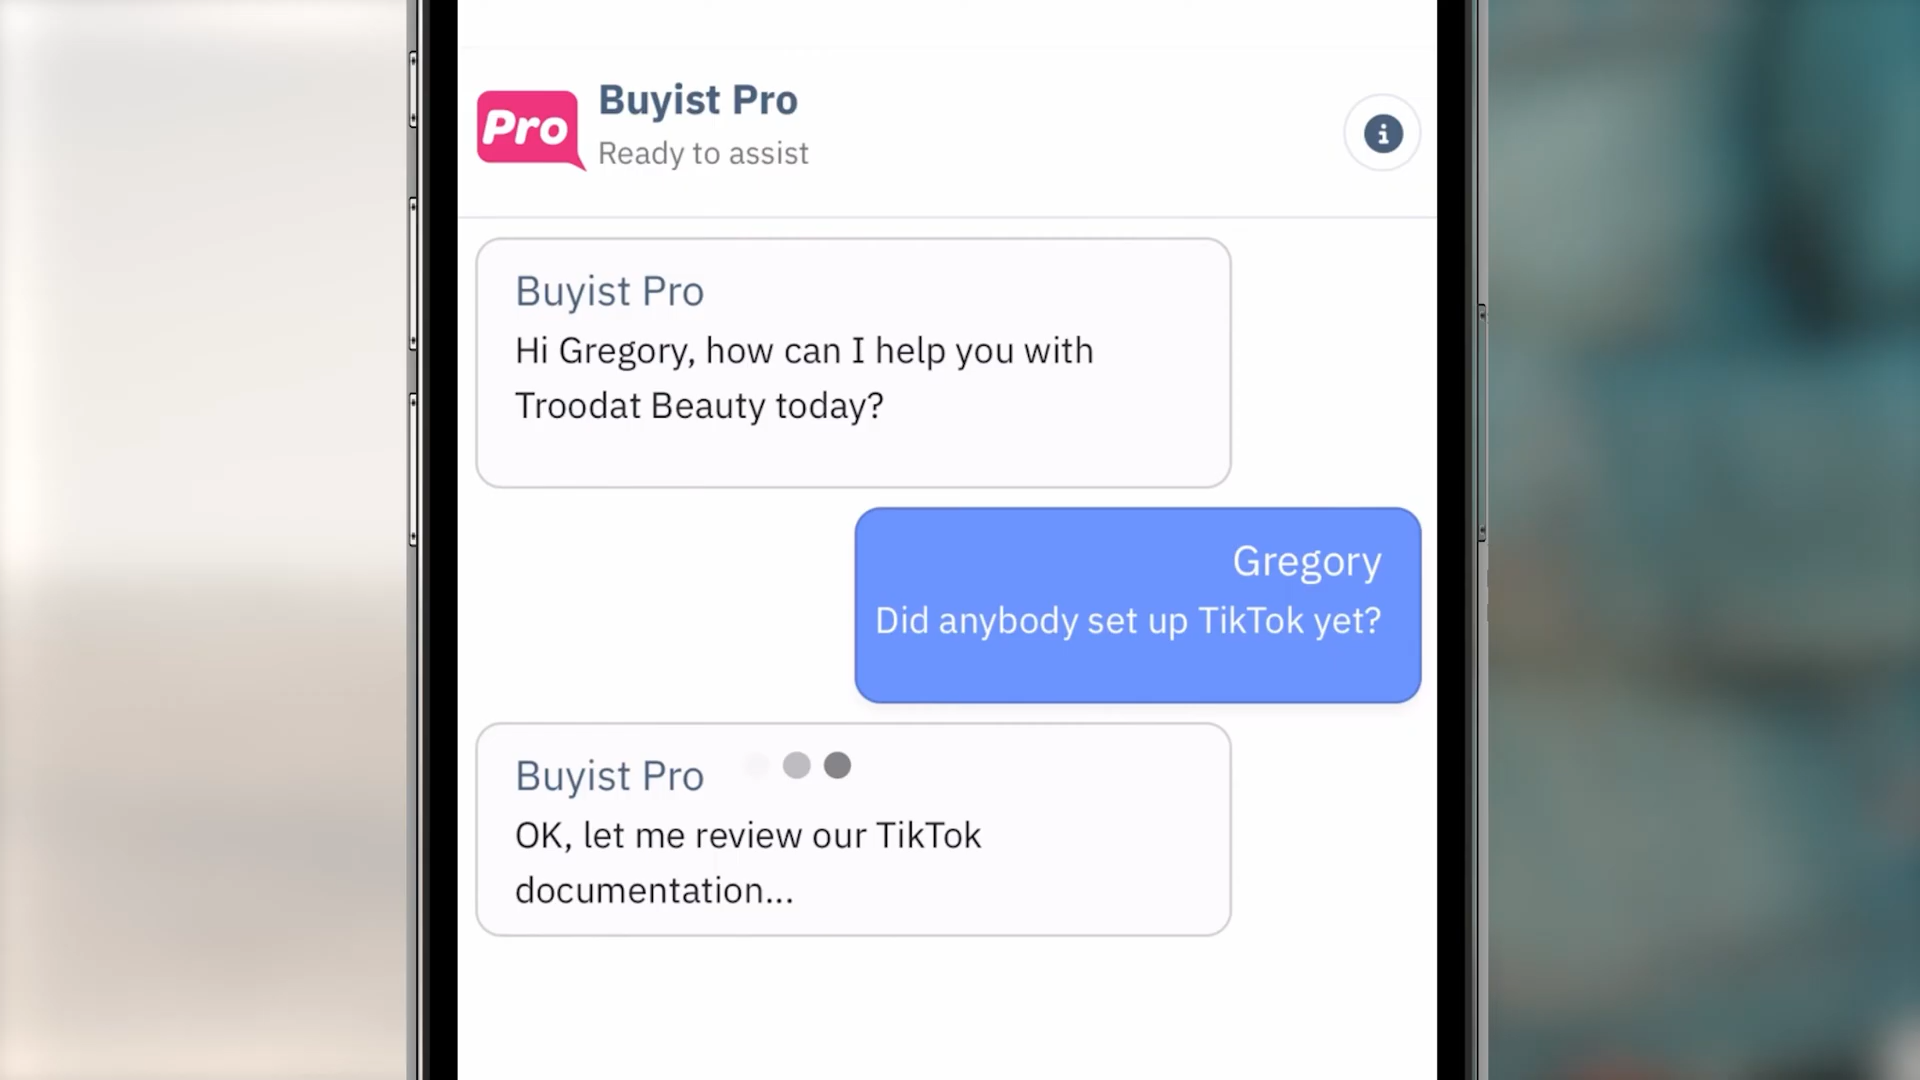 Pro
Buyist Pro
Ready to assist
Buyist Pro
Hi Gregory, how can I help you with
Troodat Beauty today?
Gregory
Did anybody set up TikTok yet?
Buyist Pro
OK, let me review our TikTok
documentation...